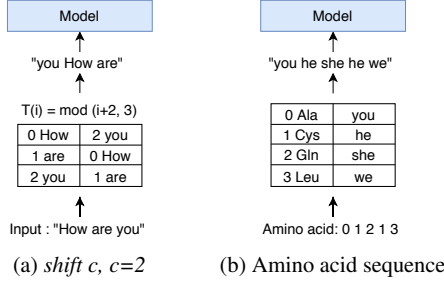 Model
"you How are"
T(i) = mod (i+2, 3)
0 How 2 you
1 are 0 How
2 you 1 are
Input : "How are you"
(a) shift c, c=2
Model
"you he she he we"
0 Ala you
1 Cys he
2 Gln she
3 Leu we
Amino acid: 0 1 2 1 3
(b) Amino acid sequence